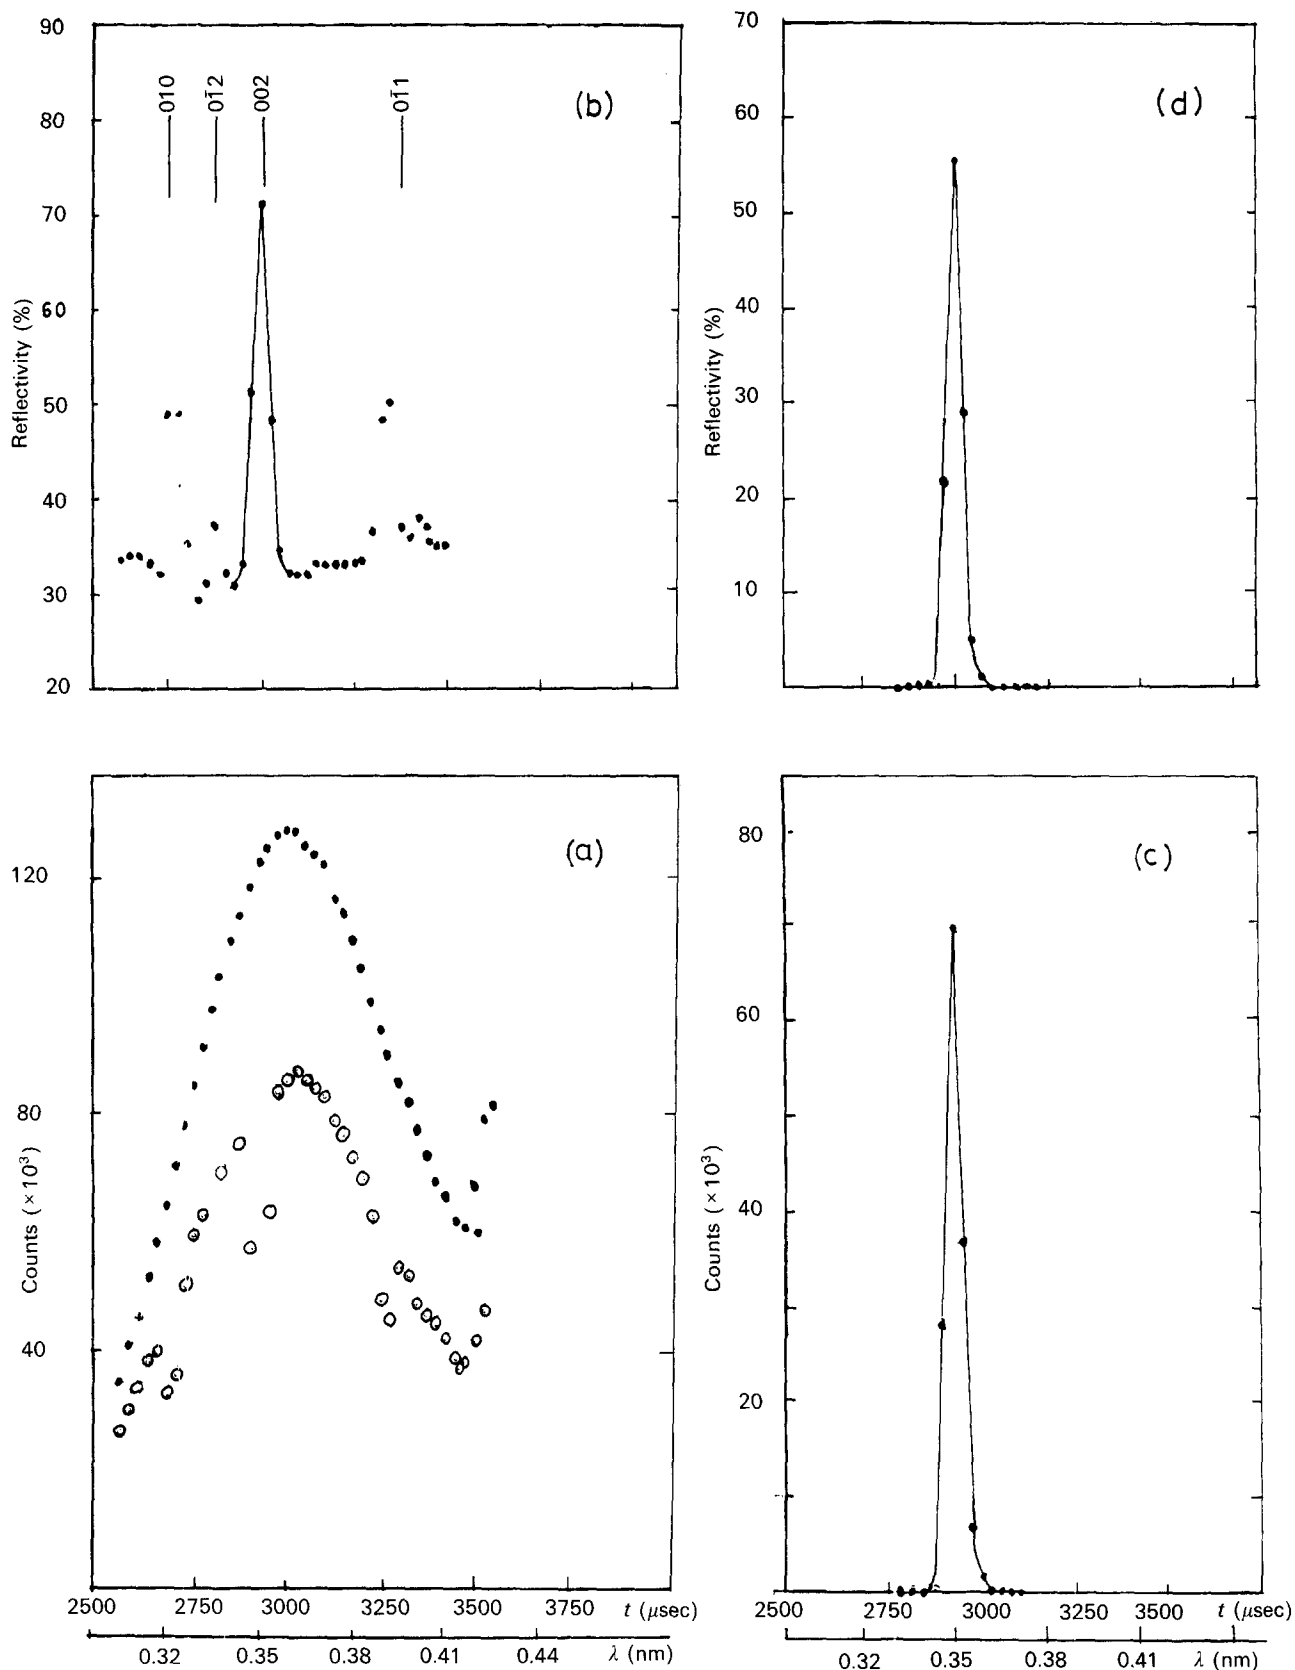 90
80
70
60
50
40
30
20
Reflectivity (%)
010
01̄2
002
01̄1
(b)
70
60
50
40
30
20
10
Reflectivity (%)
(d)
120
80
40
Counts (×10³)
(a)
2500 2750 3000 3250 3500 3750 t (μsec)
0.32 0.35 0.38 0.41 0.44 λ (nm)
80
60
40
20
Counts (×10³)
(c)
2500 2750 3000 3250 3500 t (μsec)
0.32 0.35 0.38 0.41 λ (nm)